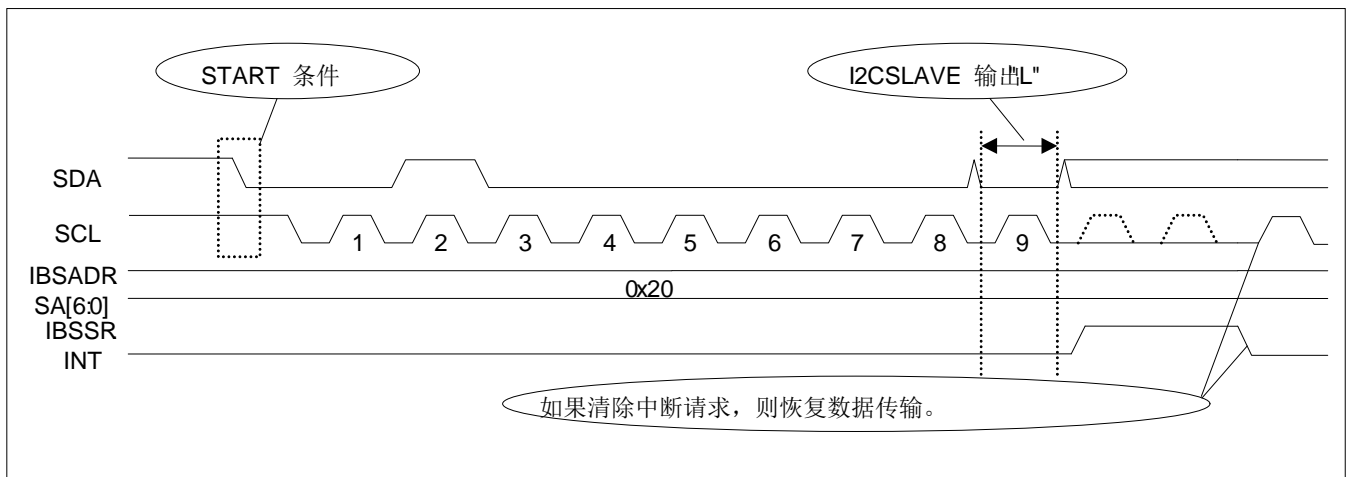 START 条件
I2CSLAVE 输出"L"
SDA
SCL
1 2 3 4 5 6 7 8 9
IBSADR
0x20
SA[6:0]
IBSSR
INT
如果清除中断请求，则恢复数据传输。